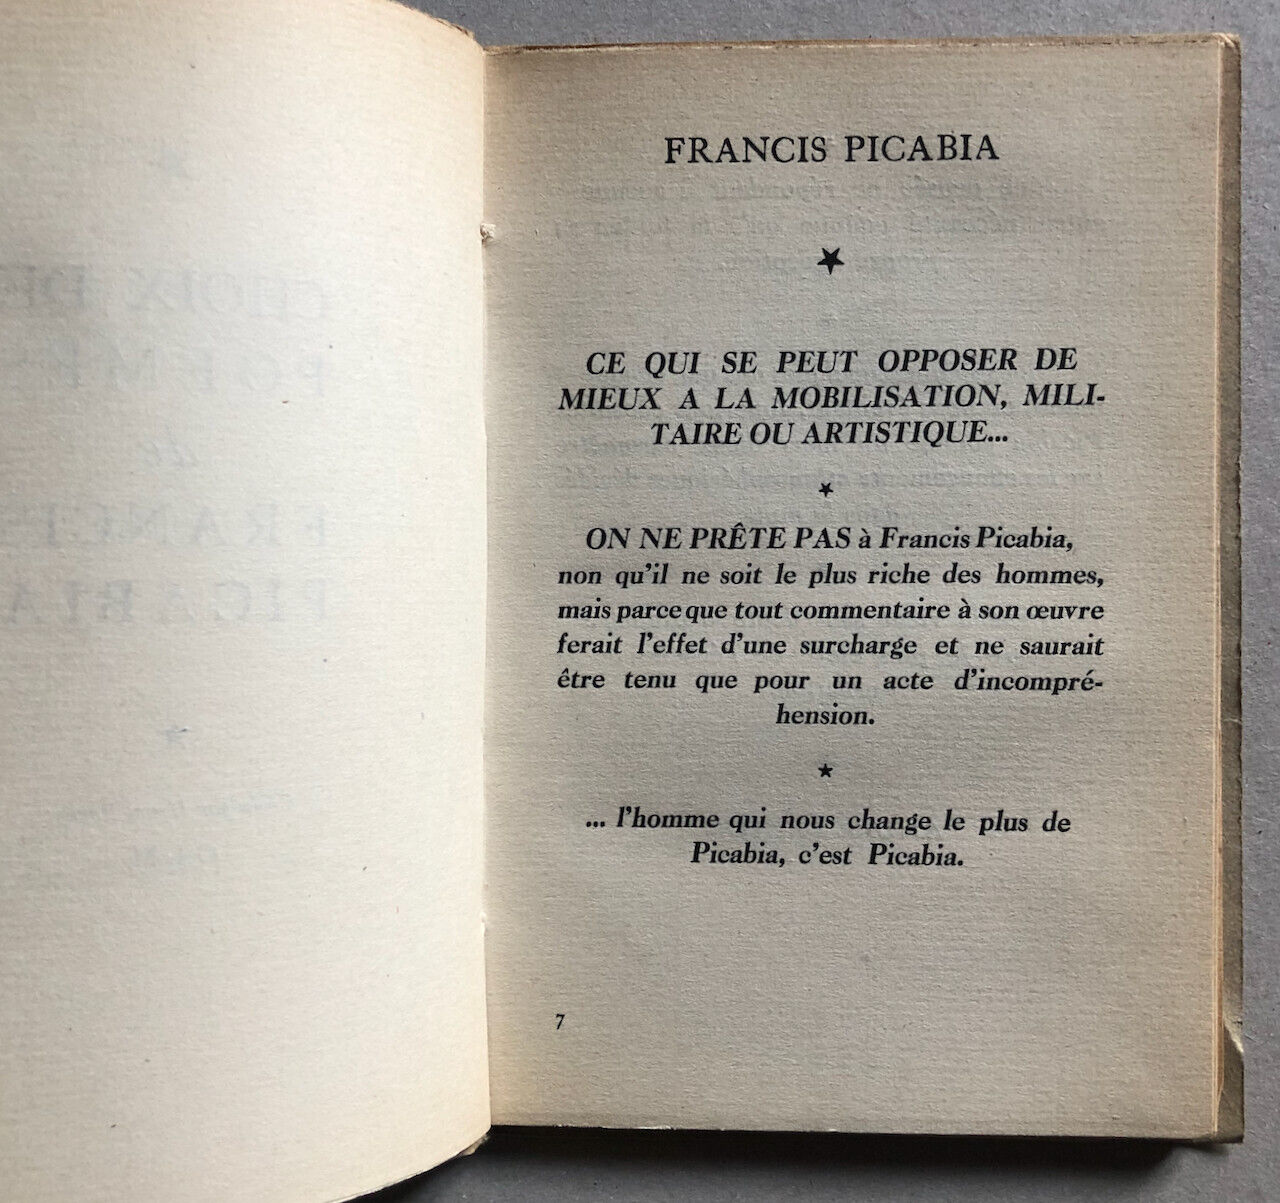 FRANCIS PICABIA
CE QUI SE PEUT OPPOSER DE
MIEUX A LA MOBILISATION, MILI-
TAIRE OU ARTISTIQUE...
ON NE PRÊTE PAS à Francis Picabia,
non qu'il ne soit le plus riche des hommes,
mais parce que tout commentaire à son œuvre
ferait l'effet d'une surcharge et ne saurait
être tenu que pour un acte d'incompré-
hension.
... l'homme qui nous change le plus de
Picabia, c'est Picabia.
7